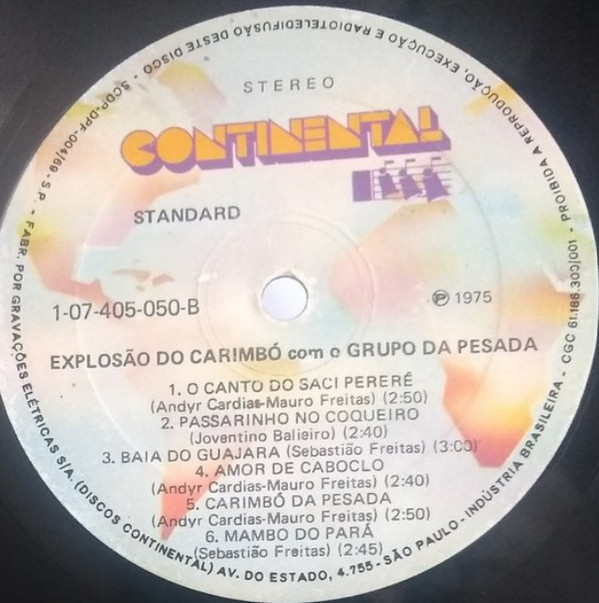 STEREO
CONTINENTAL
STANDARD
1-07-405-050-B
℗ 1975
EXPLOSÃO DO CARIMBÓ com o GRUPO DA PESADA
1. O CANTO DO SACI PERERÊ
(Andyr Cardias-Mauro Freitas) (2:50)
2. PASSARINHO NO COQUEIRO
(Joventino Balieiro) (2:40)
3. BAIA DO GUAJARA (Sebastião Freitas) (3:00)
4. AMOR DE CABOCLO
(Andyr Cardias-Mauro Freitas) (2:40)
5. CARIMBÓ DA PESADA
(Andyr Cardias-Mauro Freitas) (2:50)
6. MAMBO DO PARÁ
(Sebastião Freitas) (2:45)
FABR. POR GRAVAÇÕES ELÉTRICAS S/A. (DISCOS CONTINENTAL) AV. DO ESTADO, 4.755 - SÃO PAULO - INDÚSTRIA BRASILEIRA - CGC 61.186.300/001 - PROIBIDA A REPRODUÇÃO, EXECUÇÃO E RADIOTELEDIFUSÃO DESTE DISCO - SCDP-DPF-004/69 - S.P. -